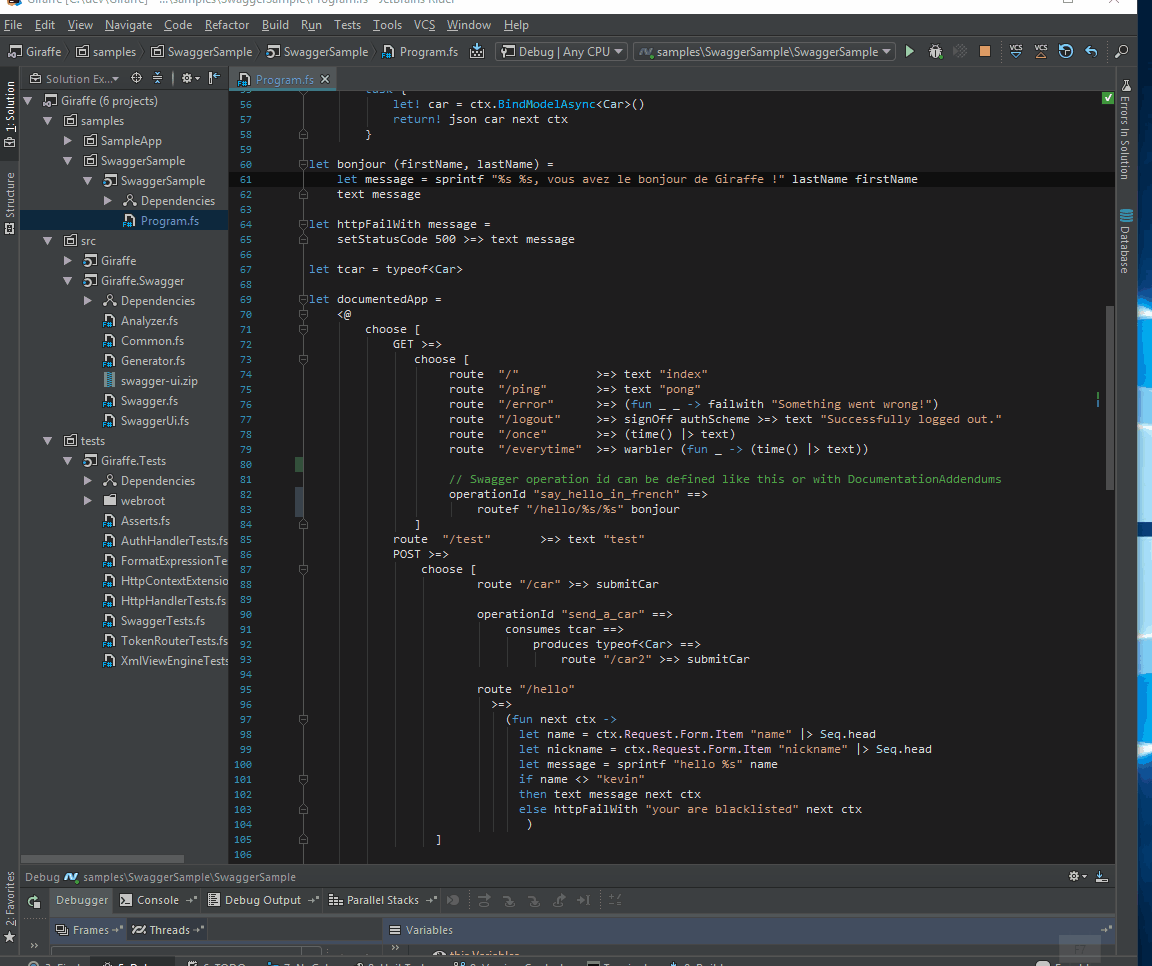 File Edit View Navigate Code Refactor Build Run Tests Tools VCS Window Help
Giraffe samples SwaggerSample SwaggerSample Program.fs Debug | Any CPU samples\SwaggerSample\SwaggerSample VCS VCS
1: Solution
Structure
2: Favorites
Solution Ex...
Giraffe (6 projects)
samples
SampleApp
SwaggerSample
SwaggerSample
Dependencies
Program.fs
src
Giraffe
Giraffe.Swagger
Dependencies
Analyzer.fs
Common.fs
Generator.fs
swagger-ui.zip
Swagger.fs
SwaggerUi.fs
tests
Giraffe.Tests
Dependencies
webroot
Asserts.fs
AuthHandlerTests.fs
FormatExpressionTe
HttpContextExtensio
HttpHandlerTests.fs
SwaggerTests.fs
TokenRouterTests.fs
XmlViewEngineTests
Program.fs
55 task {
56 let! car = ctx.BindModelAsync<Car>()
57 return! json car next ctx
58 }
59
60 let bonjour (firstName, lastName) =
61 let message = sprintf "%s %s, vous avez le bonjour de Giraffe !" lastName firstName
62 text message
63
64 let httpFailWith message =
65 setStatusCode 500 >=> text message
66
67 let tcar = typeof<Car>
68
69 let documentedApp =
70 <@
71 choose [
72 GET >=>
73 choose [
74 route "/" >=> text "index"
75 route "/ping" >=> text "pong"
76 route "/error" >=> (fun _ _ -> failwith "Something went wrong!")
77 route "/logout" >=> signOff authScheme >=> text "Successfully logged out."
78 route "/once" >=> (time() |> text)
79 route "/everytime" >=> warbler (fun _ -> (time() |> text))
80
81 // Swagger operation id can be defined like this or with DocumentationAddendums
82 operationId "say_hello_in_french" ==>
83 routef "/hello/%s/%s" bonjour
84 ]
85 route "/test" >=> text "test"
86 POST >=>
87 choose [
88 route "/car" >=> submitCar
89
90 operationId "send_a_car" ==>
91 consumes tcar ==>
92 produces typeof<Car> ==>
93 route "/car2" >=> submitCar
94
95 route "/hello"
96 >=>
97 (fun next ctx ->
98 let name = ctx.Request.Form.Item "name" |> Seq.head
99 let nickname = ctx.Request.Form.Item "nickname" |> Seq.head
100 let message = sprintf "hello %s" name
101 if name <> "kevin"
102 then text message next ctx
103 else httpFailWith "your are blacklisted" next ctx
104 )
105 ]
106
Errors In Solution
Database
Debug samples\SwaggerSample\SwaggerSample
Debugger Console Debug Output Parallel Stacks
Frames Threads Variables